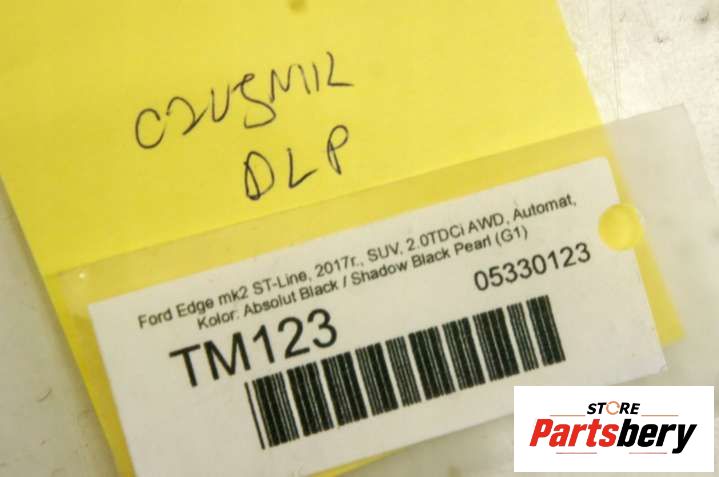 CZUJNIK
DLP
Ford Edge mk2 ST-Line, 2017r., SUV, 2.0TDCi AWD, Automat,
Kolor: Absolut Black / Shadow Black Pearl (G1)
TM123
05330123
STORE
Partsbery